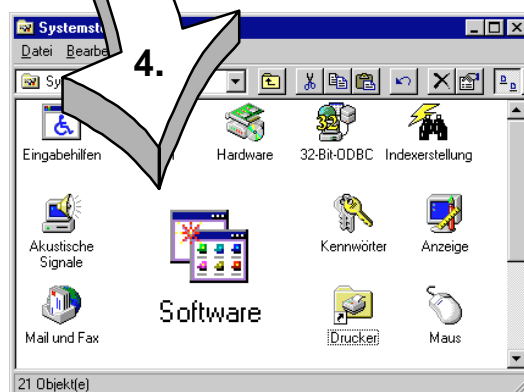 Systemst
Datei Bearbe
4.
Sy
Eingabehilfen
Hardware
32-Bit-ODBC
Indexerstellung
Akustische
Signale
Software
Kennwörter
Anzeige
Mail und Fax
Drucker
Maus
21 Objekt(e)